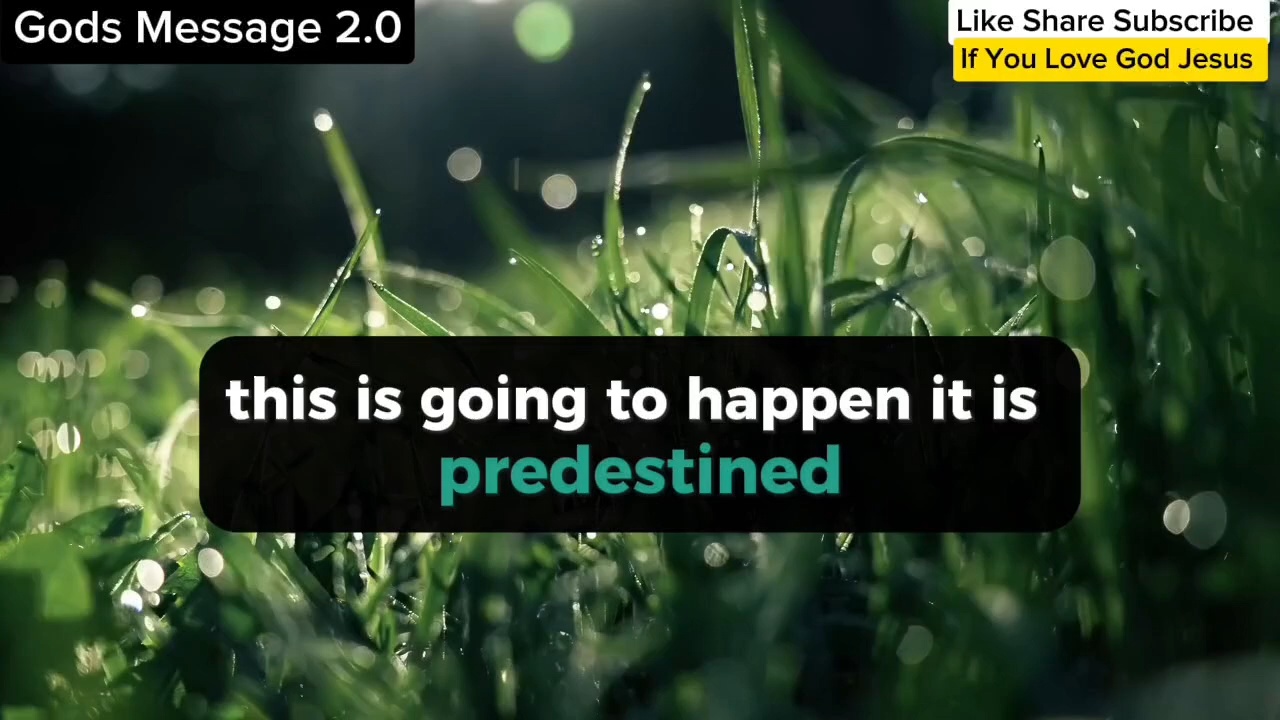 Gods Message 2.0
Like Share Subscribe
If You Love God Jesus
this is going to happen it is
predestined